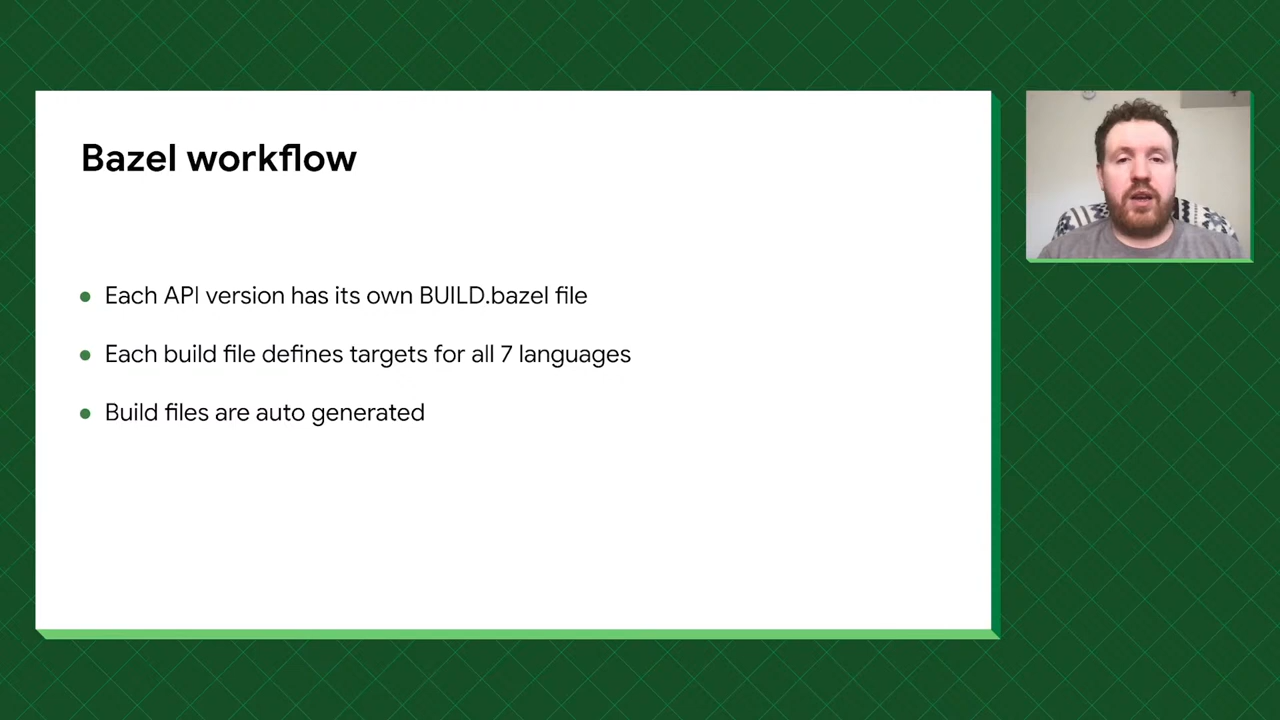 Bazel workflow
Each API version has its own BUILD.bazel file
Each build file defines targets for all 7 languages
Build files are auto generated